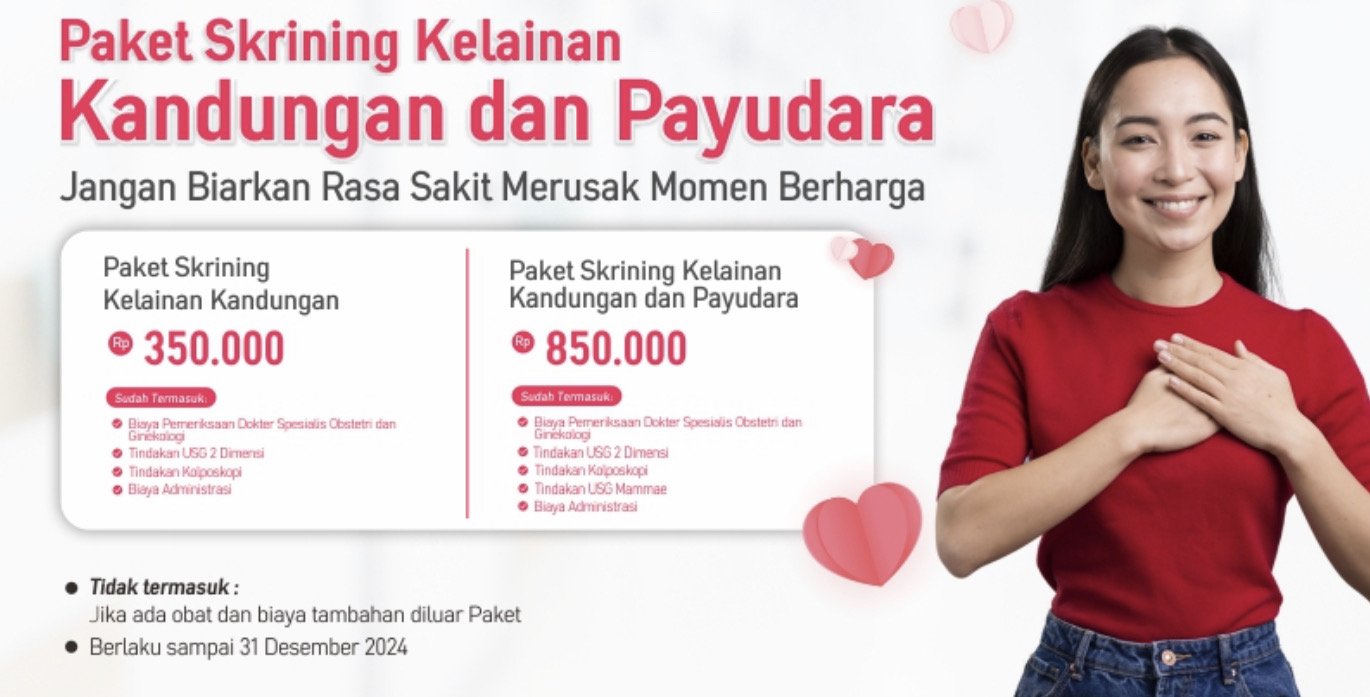 Paket Skrining Kelainan
Kandungan dan Payudara
Jangan Biarkan Rasa Sakit Merusak Momen Berharga
Paket Skrining
Kelainan Kandungan
Rp 350.000
Sudah Termasuk:
Biaya Pemeriksaan Dokter Spesialis Obstetri dan
Ginekologi
Tindakan USG 2 Dimensi
Tindakan Kolposkopi
Biaya Administrasi
Paket Skrining Kelainan
Kandungan dan Payudara
Rp 850.000
Sudah Termasuk:
Biaya Pemeriksaan Dokter Spesialis Obstetri dan
Ginekologi
Tindakan USG 2 Dimensi
Tindakan Kolposkopi
Tindakan USG Mammae
Biaya Administrasi
Tidak termasuk :
Jika ada obat dan biaya tambahan diluar Paket
Berlaku sampai 31 Desember 2024